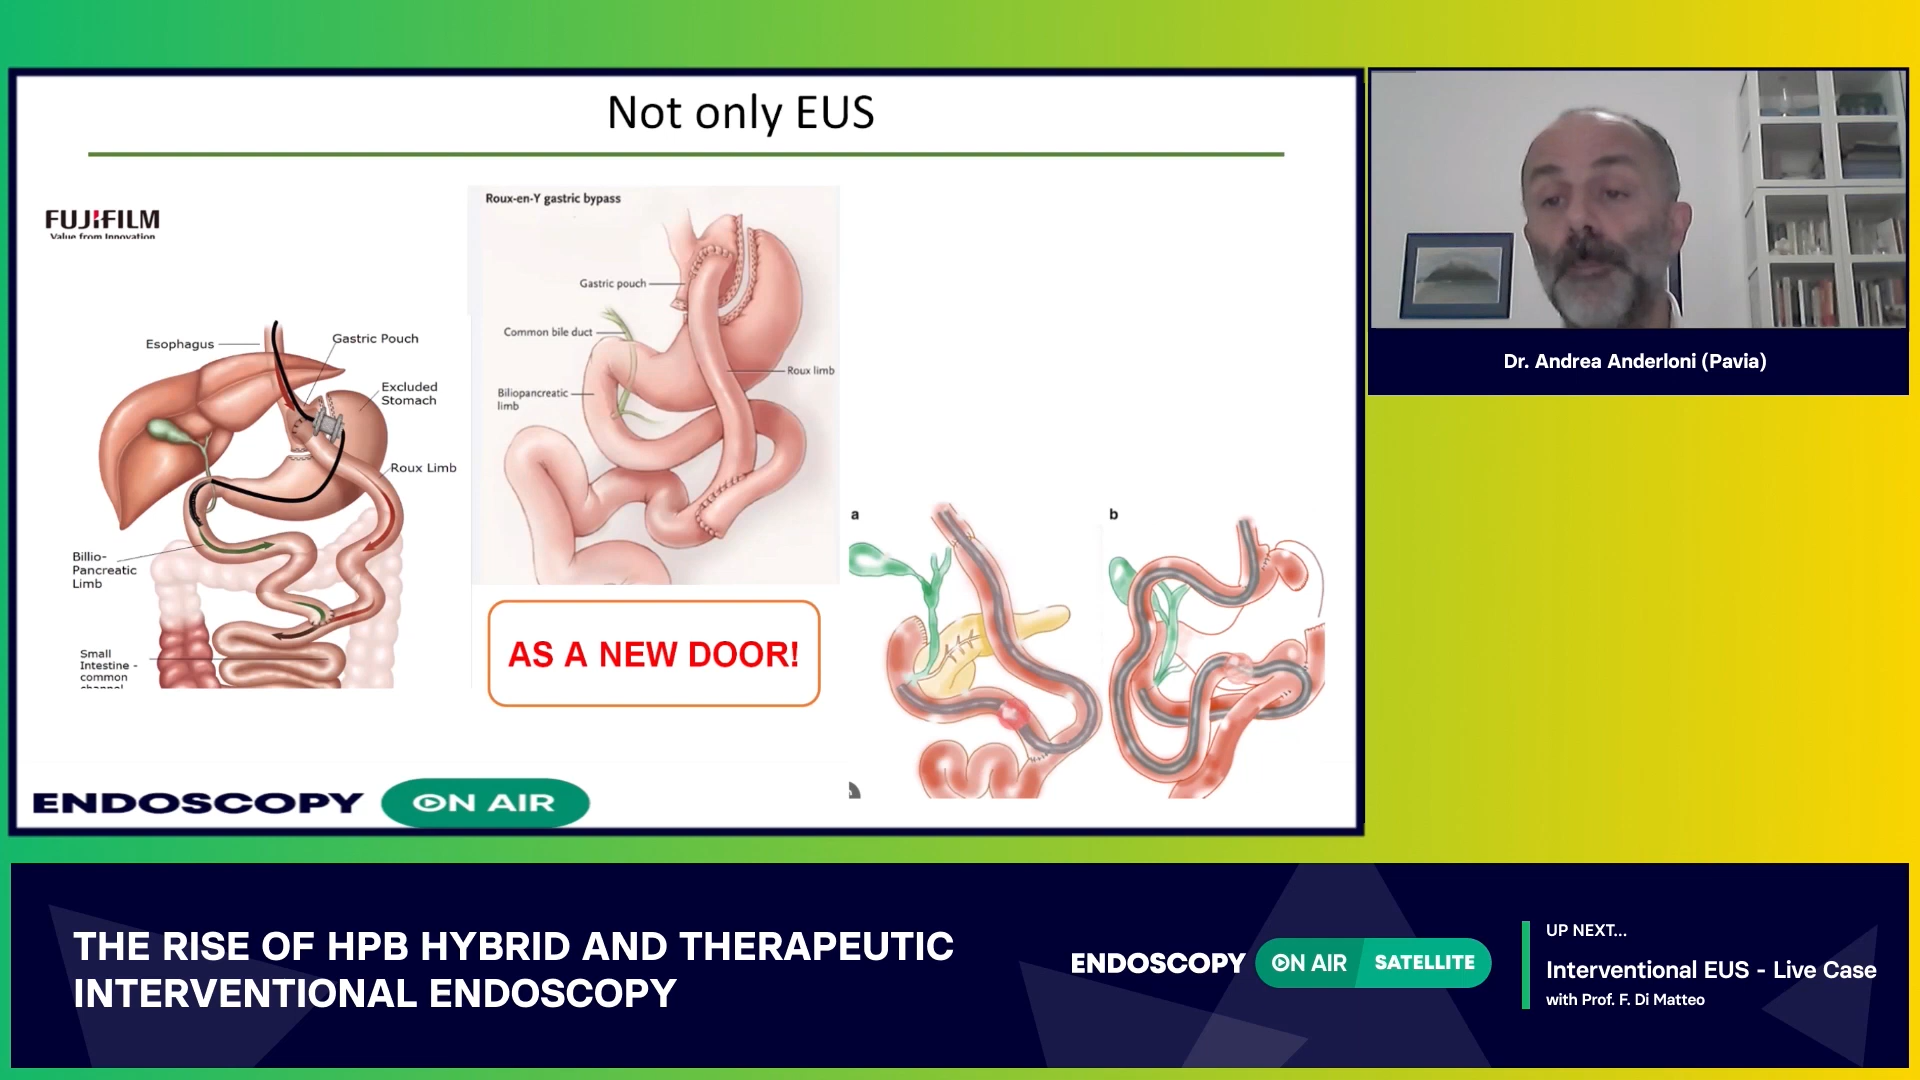 Not only EUS
FUJIFILM
Value from Innovation
Esophagus
Gastric Pouch
Excluded
Stomach
Roux Limb
Billio-
Pancreatic
Limb
Small
Intestine -
common
channel
Roux-en-Y gastric bypass
Gastric pouch
Common bile duct
Roux limb
Biliopancreatic
limb
AS A NEW DOOR!
a
b
ENDOSCOPY ON AIR
Dr. Andrea Anderloni (Pavia)
THE RISE OF HPB HYBRID AND THERAPEUTIC
INTERVENTIONAL ENDOSCOPY
ENDOSCOPY ON AIR SATELLITE
UP NEXT...
Interventional EUS - Live Case
with Prof. F. Di Matteo